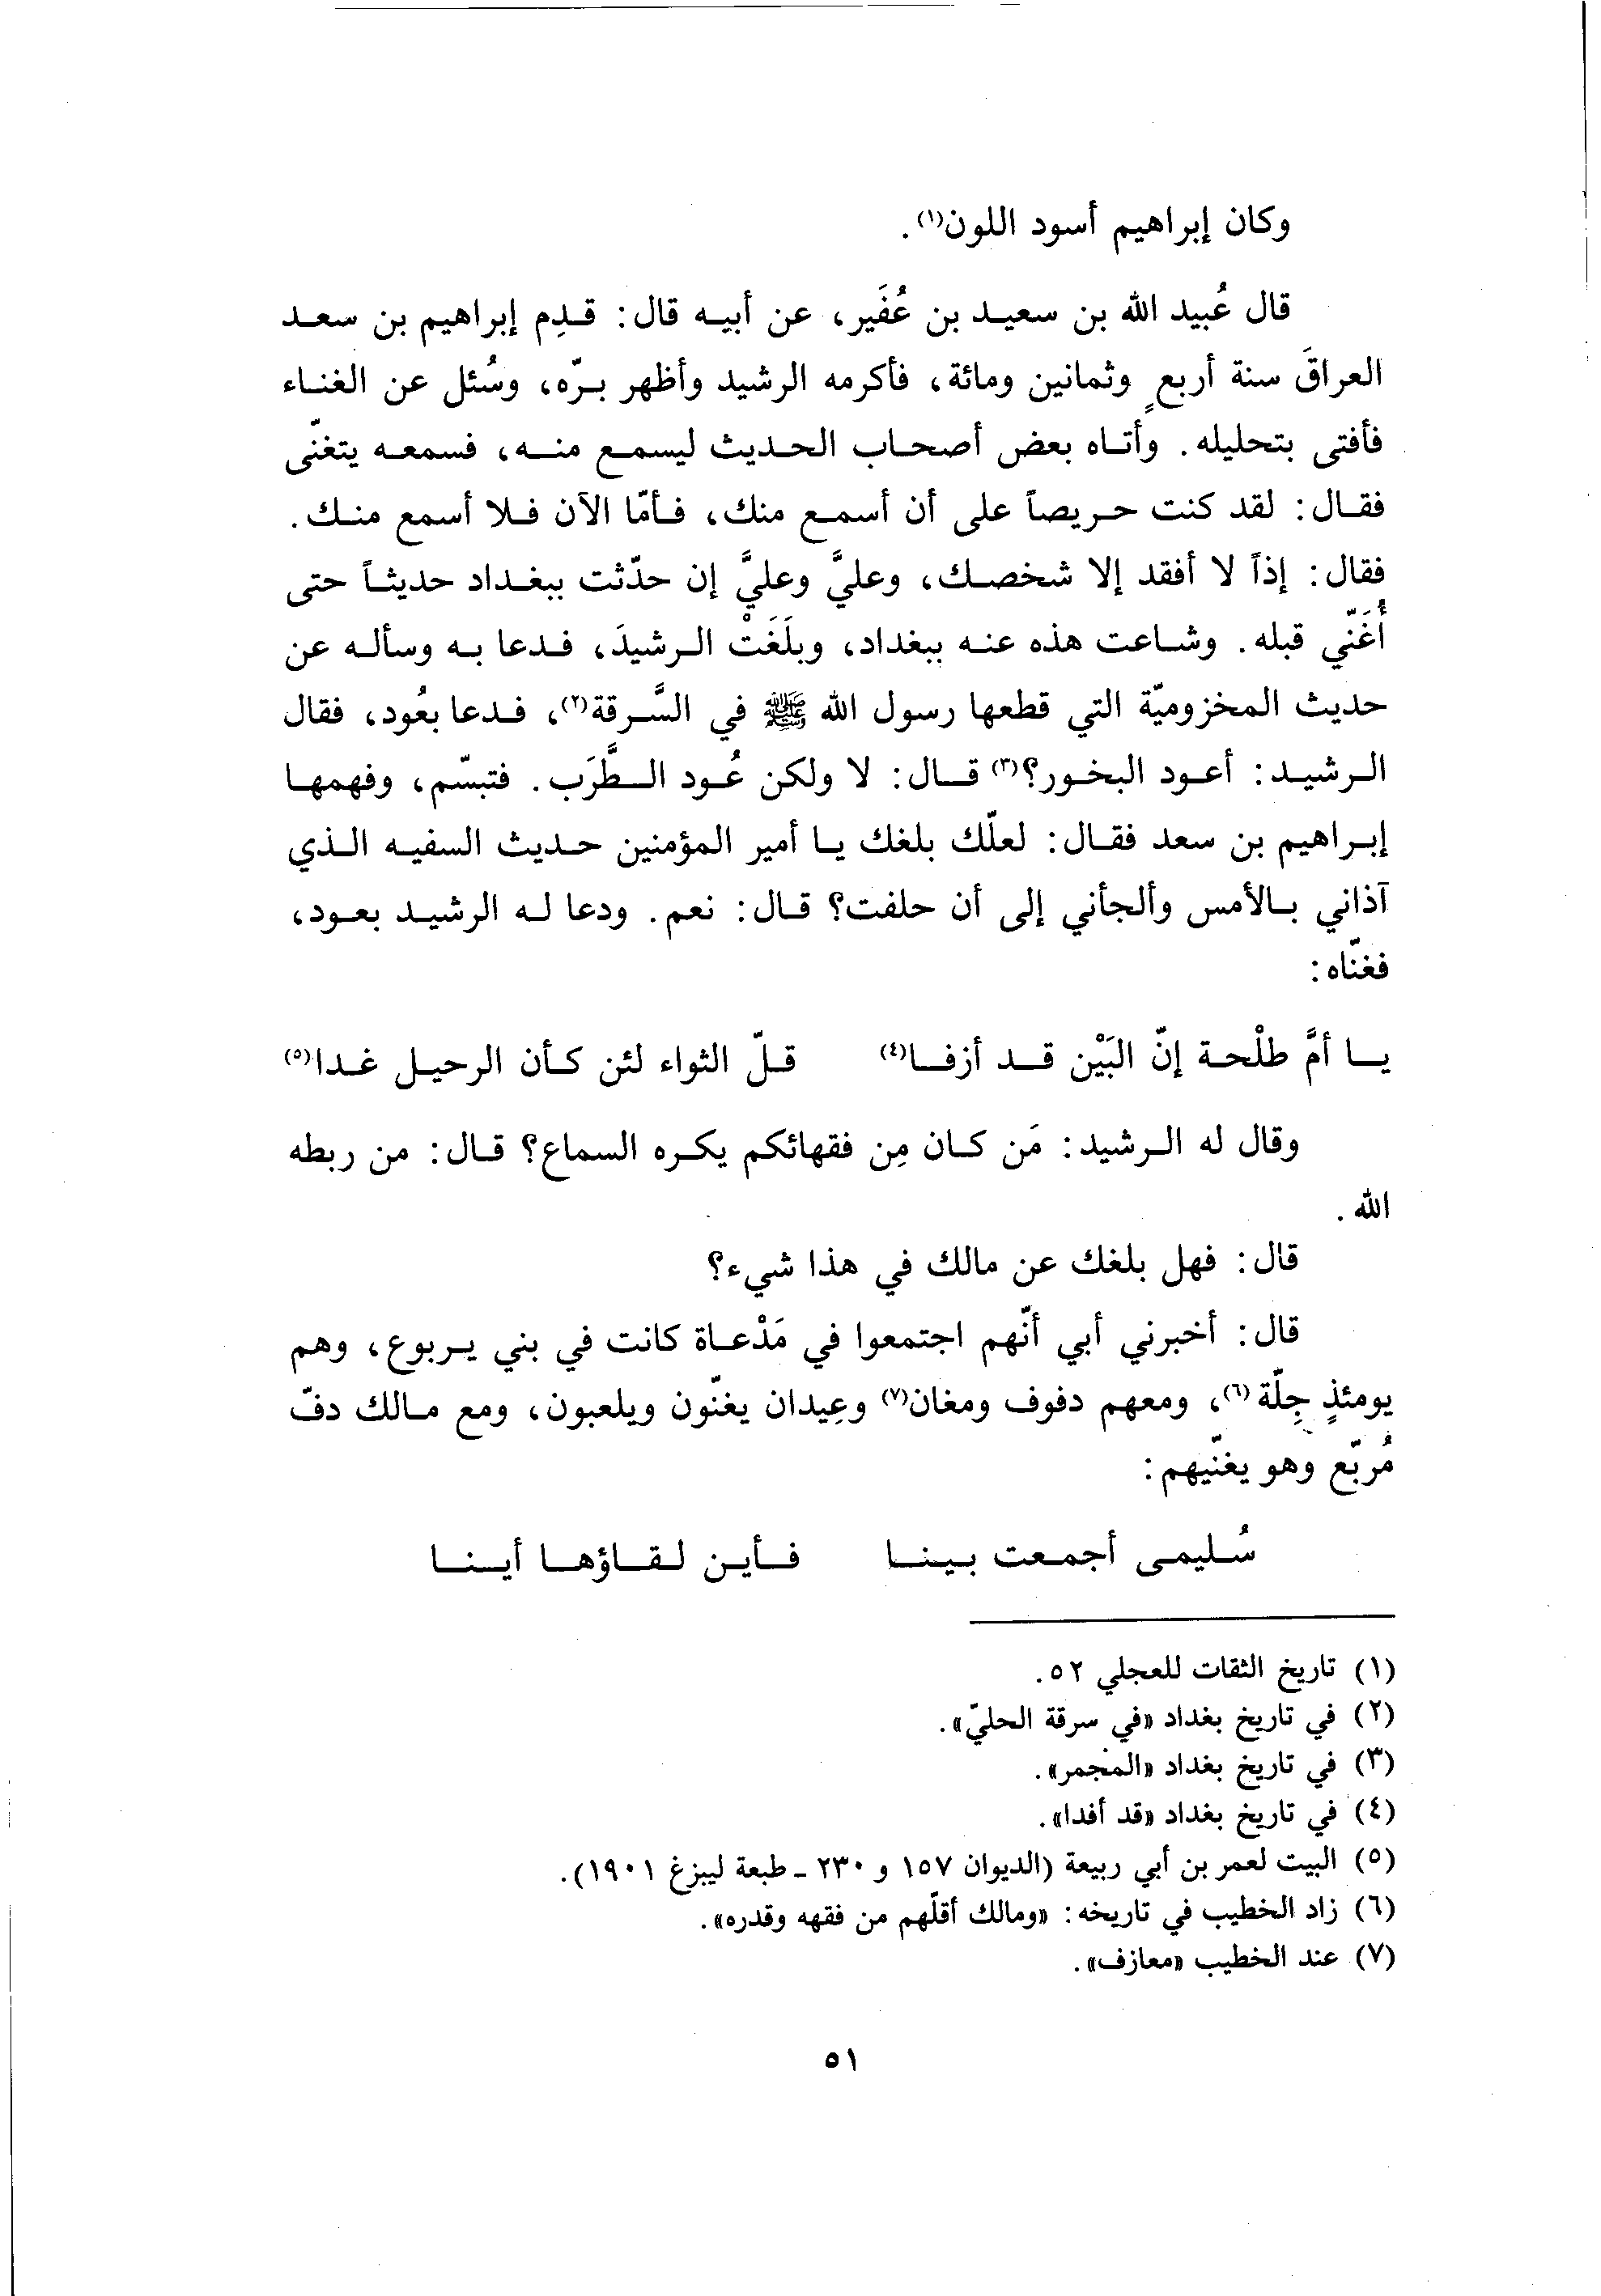 وكان إبراهيم أسود اللون(١).
قال عُبيد الله بن سعيد بن عُفَير، عن أبيه قال: قدِم إبراهيم بن سعد
العراقَ سنة أربعٍ وثمانين ومائة، فأكرمه الرشيد وأظهر برّه، وسُئل عن الغناء
فأفتى بتحليله. وأتاه بعض أصحاب الحديث ليسمع منه، فسمعه يتغنّى
فقال: لقد كنت حريصاً على أن أسمع منك، فأمّا الآن فلا أسمع منك.
فقال: إذاً لا أفقد إلا شخصك، وعليَّ وعليَّ إن حدّثت ببغداد حديثاً حتى
أُغَنّي قبله. وشاعت هذه عنه ببغداد، وبلَغَتْ الرشيدَ، فدعا به وسأله عن
حديث المخزوميّة التي قطعها رسول الله ﷺ في السَّرقة(٢)، فدعا بعُود، فقال
الرشيد: أعود البخور؟(٣) قال: لا ولكن عُود الطَّرَب. فتبسّم، وفهمها
إبراهيم بن سعد فقال: لعلّك بلغك يا أمير المؤمنين حديث السفيه الذي
آذاني بالأمس وألجأني إلى أن حلفت؟ قال: نعم. ودعا له الرشيد بعود،
فغنّاه:
يا أمَّ طلْحة إنّ البَيْن قد أزفا(٤) قلّ الثواء لئن كأن الرحيل غدا(٥)
وقال له الرشيد: مَن كان مِن فقهائكم يكره السماع؟ قال: من ربطه
الله.
قال: فهل بلغك عن مالك في هذا شيء؟
قال: أخبرني أبي أنّهم اجتمعوا في مَدْعاة كانت في بني يربوع، وهم
يومئذٍ جِلّة(٦)، ومعهم دفوف ومغان(٧) وعِيدان يغنّون ويلعبون، ومع مالك دفّ
مُربّع وهو يغنّيهم:
سُليمى أجمعت بينا فأين لقاؤها أينا
(١) تاريخ الثقات للعجلي ٥٢.
(٢) في تاريخ بغداد «في سرقة الحليّ».
(٣) في تاريخ بغداد «المجمر».
(٤) في تاريخ بغداد «قد أفدا».
(٥) البيت لعمر بن أبي ربيعة (الديوان ١٥٧ و ٢٣٠ ـ طبعة ليبزغ ١٩٠١).
(٦) زاد الخطيب في تاريخه: «ومالك أقلّهم من فقهه وقدره».
(٧) عند الخطيب «معازف».
٥١